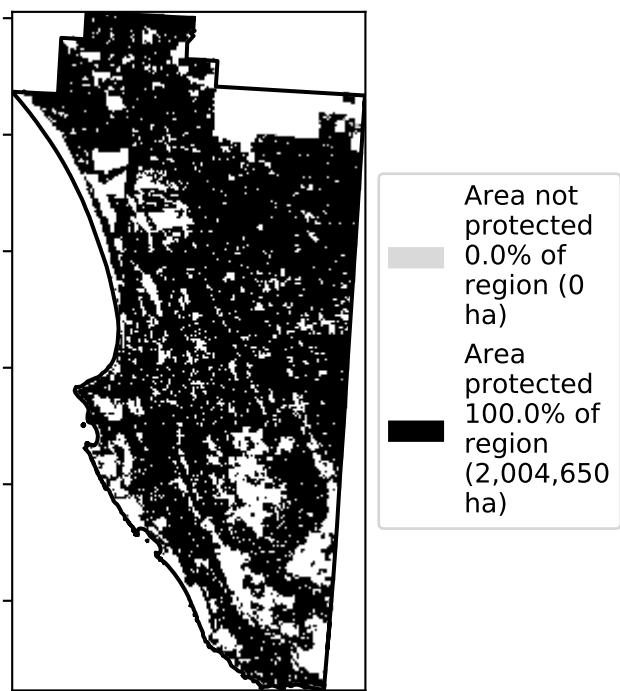 Area not
protected
0.0% of
region (0
ha)
Area
protected
100.0% of
region
(2,004,650
ha)